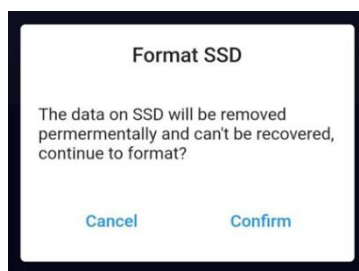 Format SSD
The data on SSD will be removed
permermentally and can't be recovered,
continue to format?
Cancel Confirm